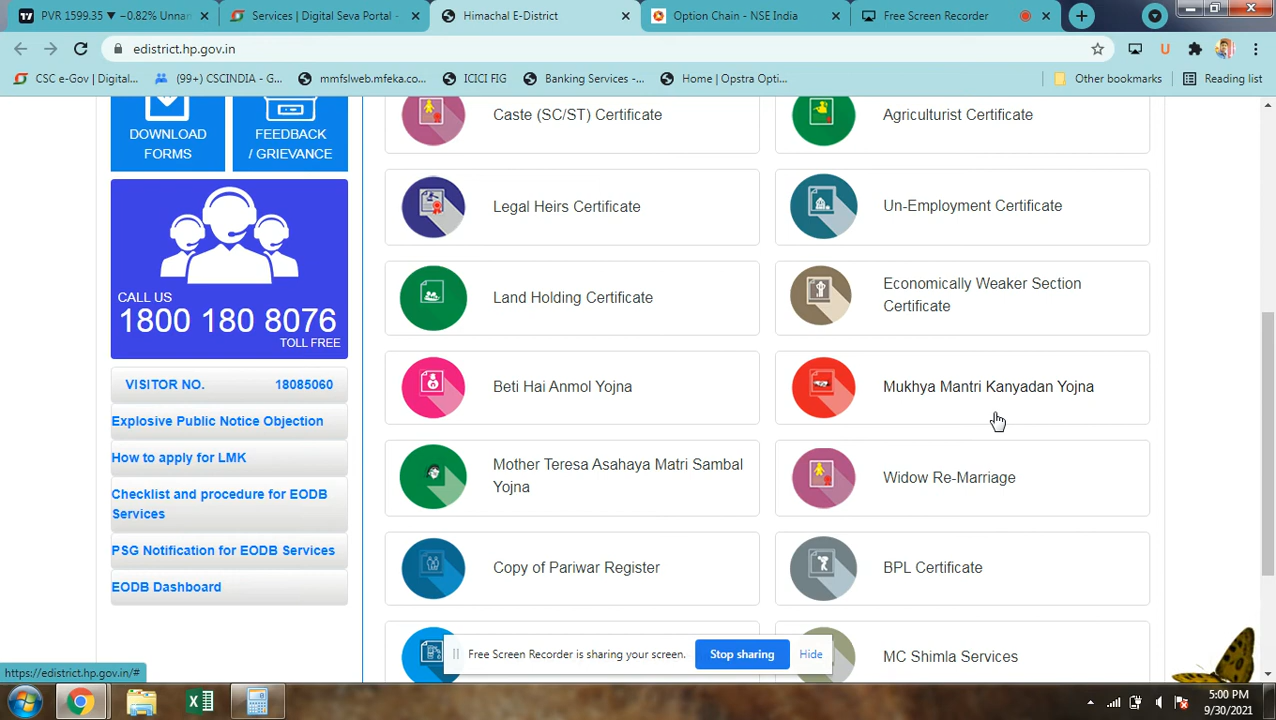 PVR 1599.35 ▼ −0.82% Unnam
Services | Digital Seva Portal -
Himachal E-District
Option Chain - NSE India
Free Screen Recorder
edistrict.hp.gov.in
CSC e-Gov | Digital...
(99+) CSCINDIA - G...
mmfslweb.mfeka.co...
ICICI FIG
Banking Services -...
Home | Opstra Opti...
Other bookmarks
Reading list
DOWNLOAD
FORMS
FEEDBACK
/ GRIEVANCE
CALL US
1800 180 8076
TOLL FREE
VISITOR NO. 18085060
Explosive Public Notice Objection
How to apply for LMK
Checklist and procedure for EODB
Services
PSG Notification for EODB Services
EODB Dashboard
Caste (SC/ST) Certificate
Agriculturist Certificate
Legal Heirs Certificate
Un-Employment Certificate
Land Holding Certificate
Economically Weaker Section
Certificate
Beti Hai Anmol Yojna
Mukhya Mantri Kanyadan Yojna
Mother Teresa Asahaya Matri Sambal
Yojna
Widow Re-Marriage
Copy of Pariwar Register
BPL Certificate
MC Shimla Services
Free Screen Recorder is sharing your screen.
Stop sharing
Hide
https://edistrict.hp.gov.in/#
5:00 PM
9/30/2021